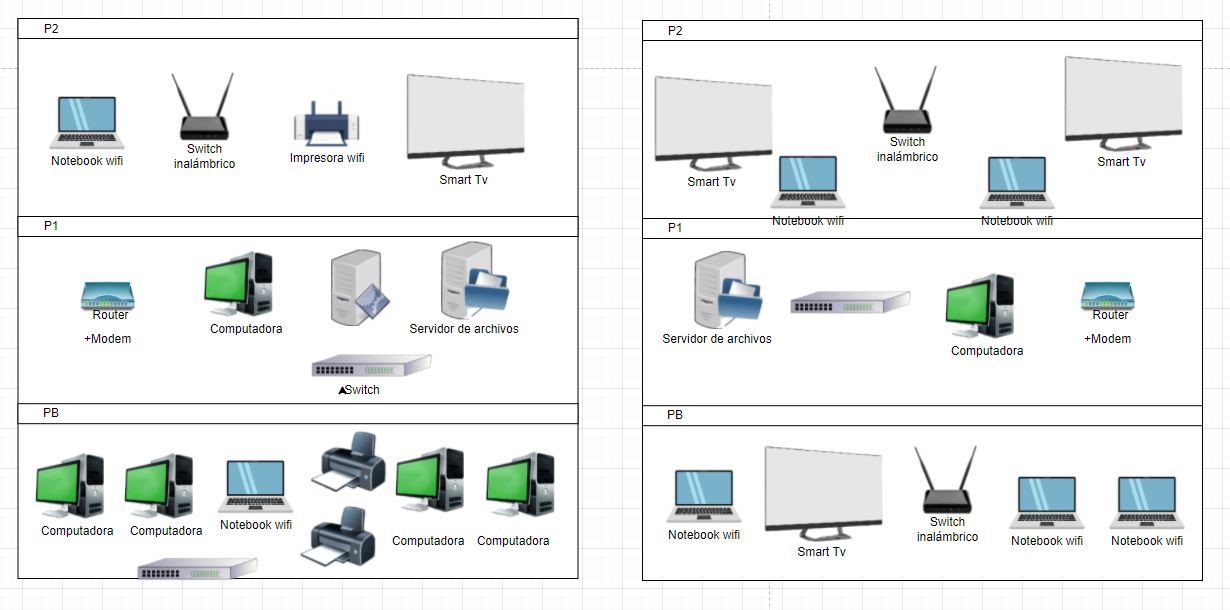 P2
Notebook wifi
Switch
inalámbrico
Impresora wifi
Smart Tv
P1
Router
+Modem
Computadora
Servidor de archivos
Switch
PB
Computadora
Computadora
Notebook wifi
Computadora
Computadora
P2
Smart Tv
Notebook wifi
Switch
inalámbrico
Notebook wifi
Smart Tv
P1
Servidor de archivos
Computadora
Router
+Modem
PB
Notebook wifi
Smart Tv
Switch
inalámbrico
Notebook wifi
Notebook wifi